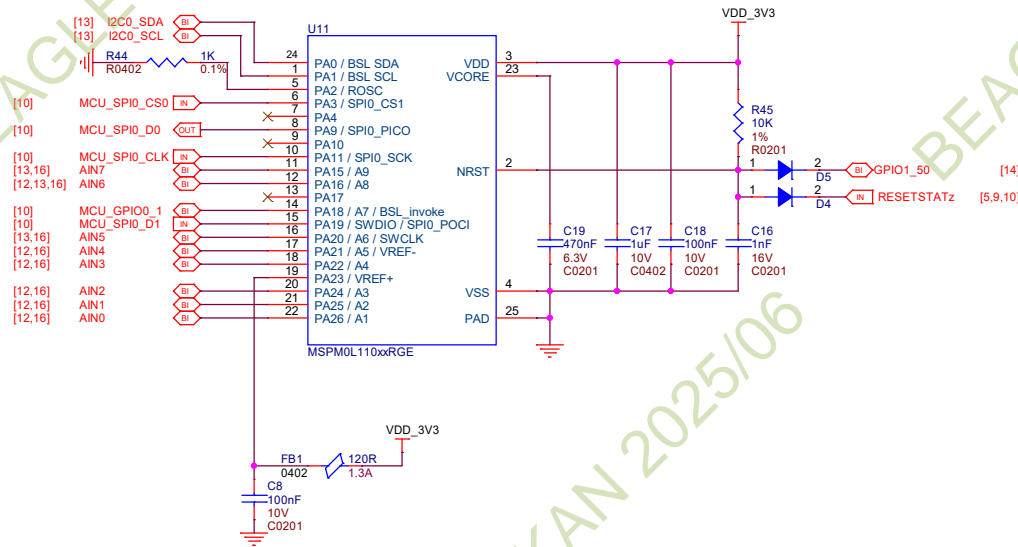 VDD_3V3
[13] I2C0_SDA BI
[13] I2C0_SCL BI
U11
R44 1K
R0402 0.1%
24 PA0 / BSL SDA VDD 3
1 PA1 / BSL SCL VCORE 23
5 PA2 / ROSC
[10] MCU_SPI0_CS0 IN 6 PA3 / SPI0_CS1
7 PA4
[10] MCU_SPI0_D0 OUT 8 PA9 / SPI0_PICO
9 PA10
[10] MCU_SPI0_CLK IN 10 PA11 / SPI0_SCK
[13,16] AIN7 BI 11 PA15 / A9 NRST 2
[12,13,16] AIN6 BI 12 PA16 / A8
13 PA17
[10] MCU_GPIO0_1 BI 14 PA18 / A7 / BSL_invoke
[10] MCU_SPI0_D1 IN 15 PA19 / SWDIO / SPI0_POCI
[13,16] AIN5 BI 16 PA20 / A6 / SWCLK
[12,16] AIN4 BI 17 PA21 / A5 / VREF-
[12,16] AIN3 BI 18 PA22 / A4
19 PA23 / VREF+
[12,16] AIN2 BI 20 PA24 / A3 VSS 4
[12,16] AIN1 BI 21 PA25 / A2
[12,16] AIN0 BI 22 PA26 / A1 PAD 25
MSPM0L110xxRGE
R45
10K
1%
R0201
1 2 BI GPIO1_50 [14]
D5
1 2 IN RESETSTATz [5,9,10]
D4
C19
470nF
6.3V
C0201
C17
1uF
10V
C0402
C18
100nF
10V
C0201
C16
1nF
16V
C0201
VDD_3V3
FB1 120R
0402 1.3A
C8
100nF
10V
C0201
EAGLE
BEAG
KAN 2025/06